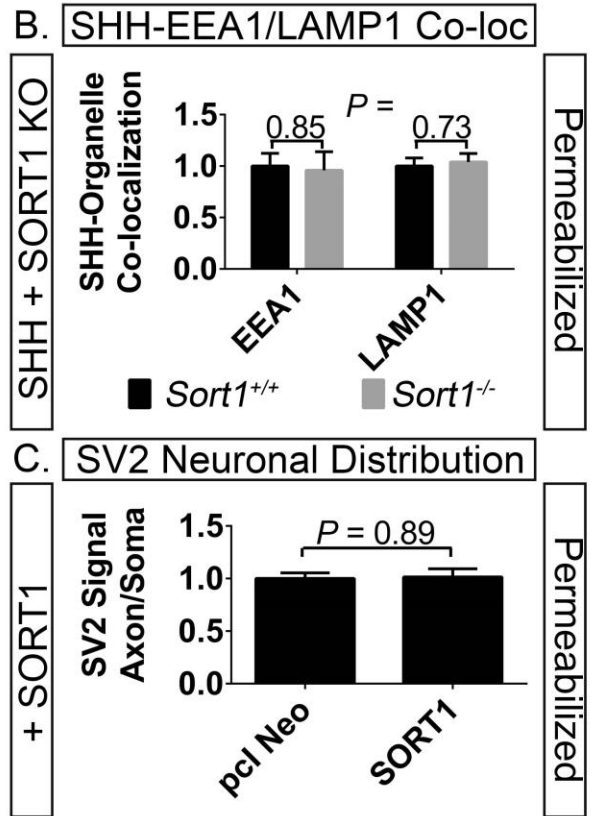 B. SHH-EEA1/LAMP1 Co-loc
SHH + SORT1 KO
SHH-Organelle
Co-localization
1.5
1.0
0.5
0.0
P =
0.85
0.73
EEA1
LAMP1
Sort1+/+
Sort1-/-
Permeabilized
C. SV2 Neuronal Distribution
+ SORT1
SV2 Signal
Axon/Soma
1.5
1.0
0.5
0.0
P = 0.89
pcI Neo
SORT1
Permeabilized